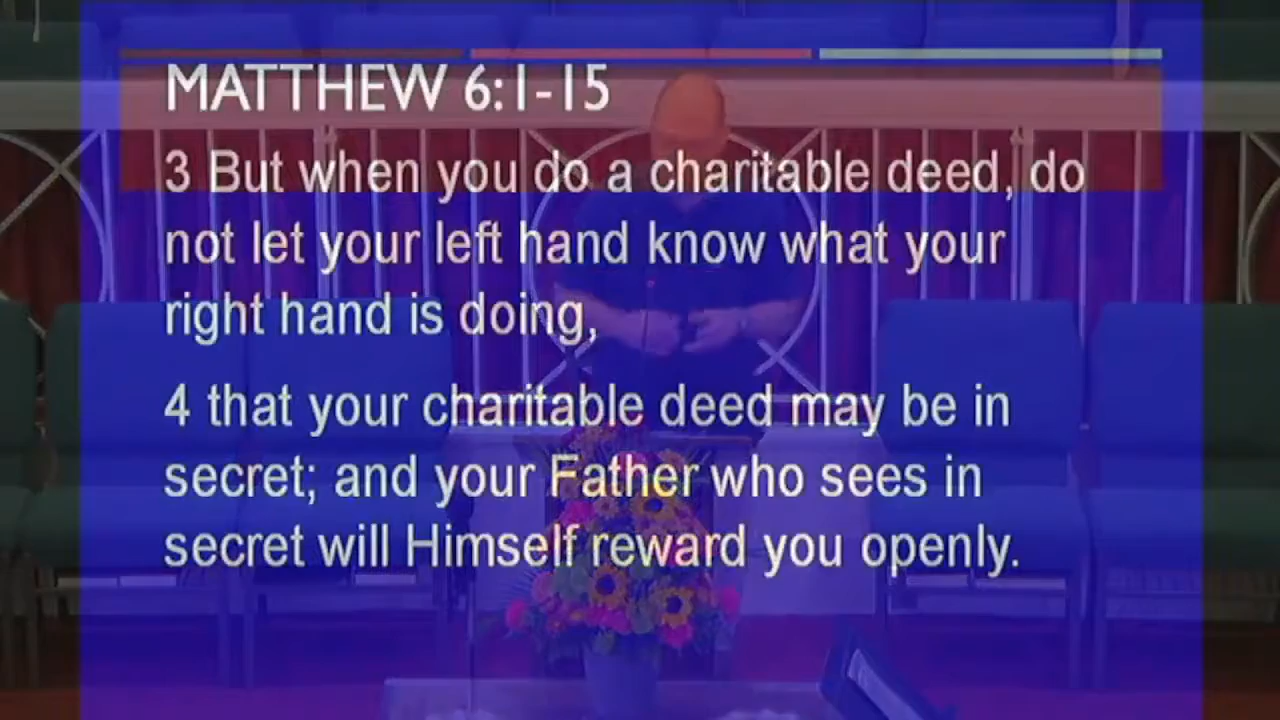 MATTHEW 6:1-15
3 But when you do a charitable deed, do
not let your left hand know what your
right hand is doing,
4 that your charitable deed may be in
secret; and your Father who sees in
secret will Himself reward you openly.